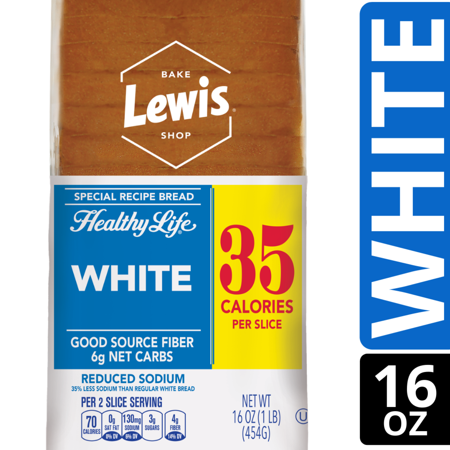 BAKE
Lewis®
SHOP
SPECIAL RECIPE BREAD
Healthy Life®
WHITE
GOOD SOURCE FIBER
6g NET CARBS
35
CALORIES
PER SLICE
REDUCED SODIUM
35% LESS SODIUM THAN REGULAR WHITE BREAD
PER 2 SLICE SERVING
70 CALORIES
0g SAT FAT 0% DV
130mg SODIUM 6% DV
3g SUGARS
4g FIBER 14% DV
NET WT
16 OZ (1 LB)
(454G)
U
WHITE
16
OZ